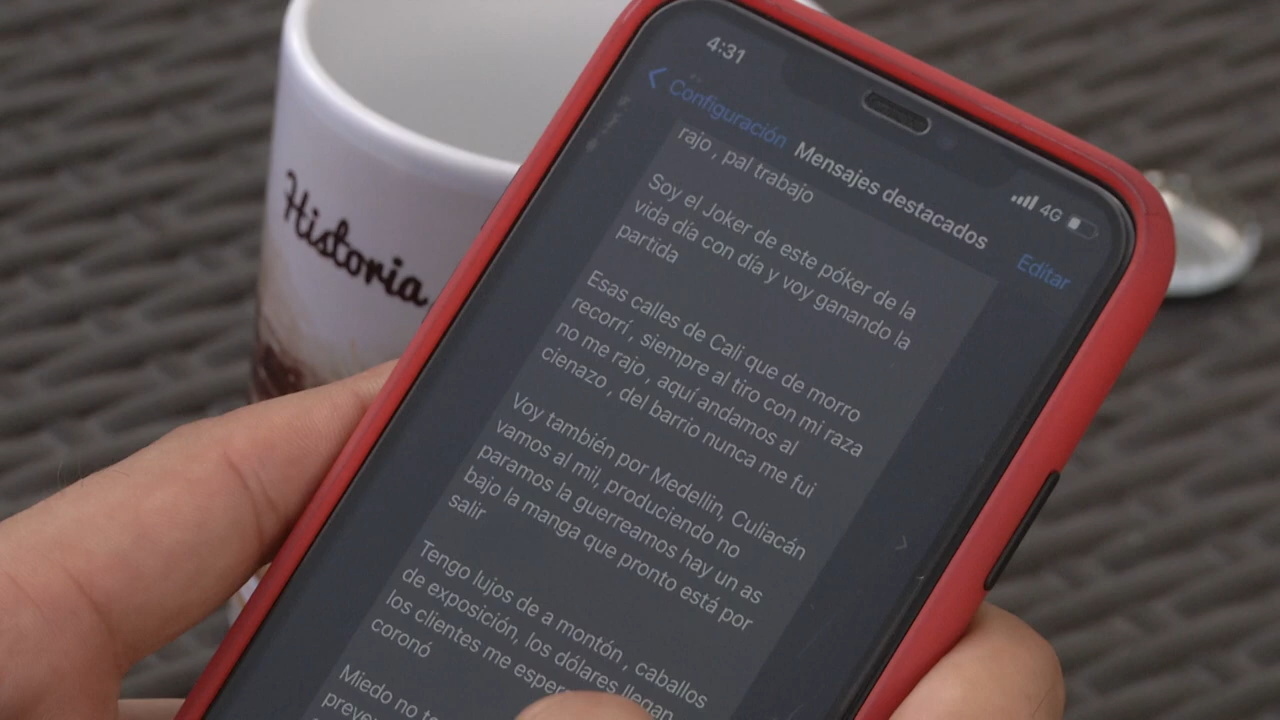 Historia
4:31
4G
Configuración
Mensajes destacados
Editar
rajo , pal trabajo
Soy el Joker de este póker de la
vida día con día y voy ganando la
partida
Esas calles de Cali que de morro
recorrí , siempre al tiro con mi raza
no me rajo , aquí andamos al
cienazo , del barrio nunca me fui
Voy también por Medellin, Culiacán
vamos al mil, produciendo no
paramos la guerreamos hay un as
bajo la manga que pronto está por
salir
Tengo lujos de a montón , caballos
de exposición, los dólares llegan
los clientes me
coronó
Miedo no